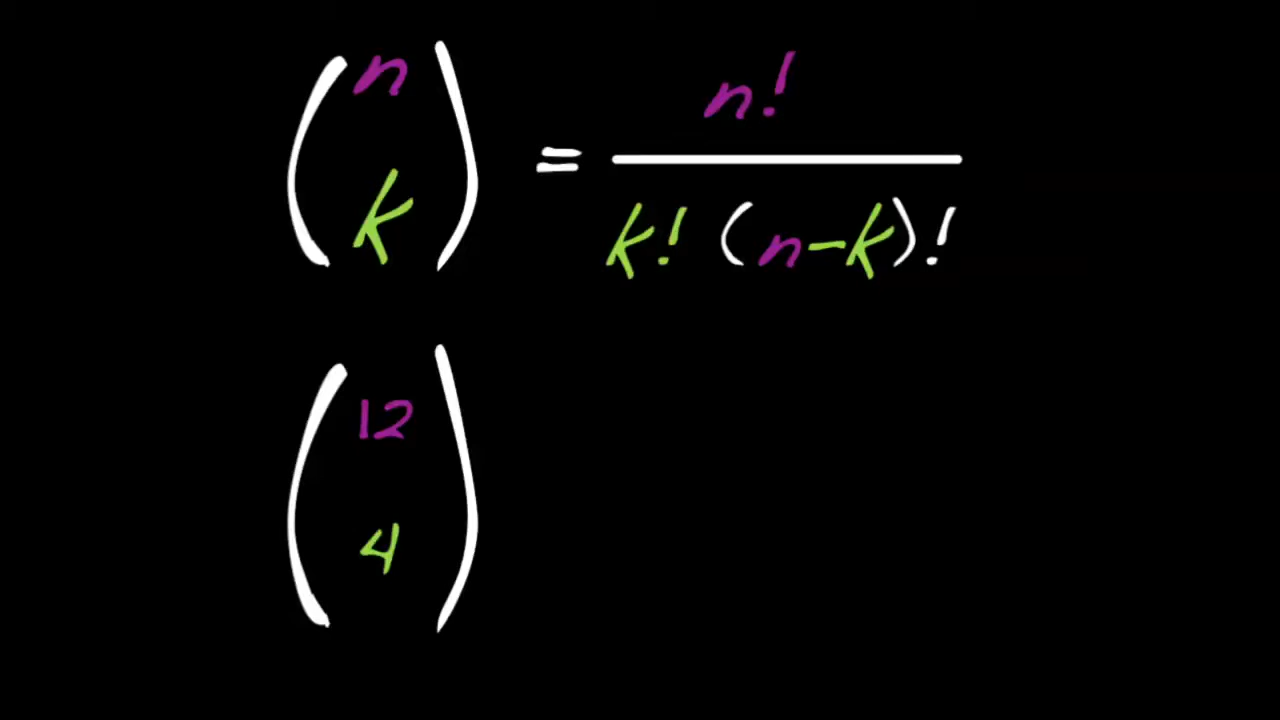 (n k) = n! / k! (n-k)!
(12 4)